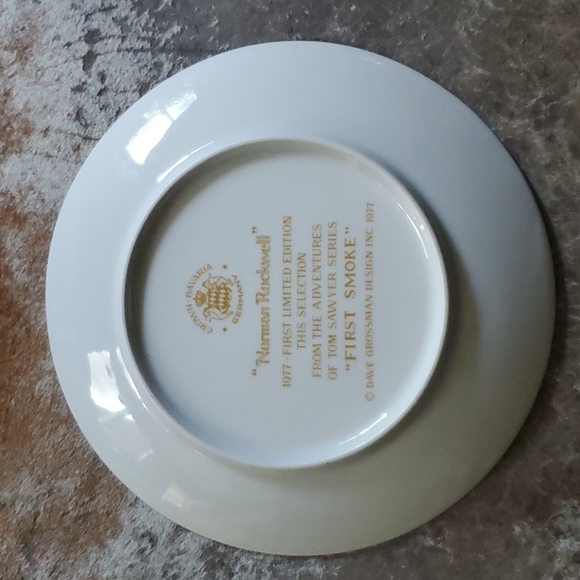 CROWN-BAVARIA
GERMANY
"Norman Rockwell"
1977-FIRST LIMITED EDITION
THIS SELECTION
FROM THE ADVENTURES
OF TOM SAWYER SERIES
"FIRST SMOKE"
© DAVE GROSSMAN DESIGN INC. 1977